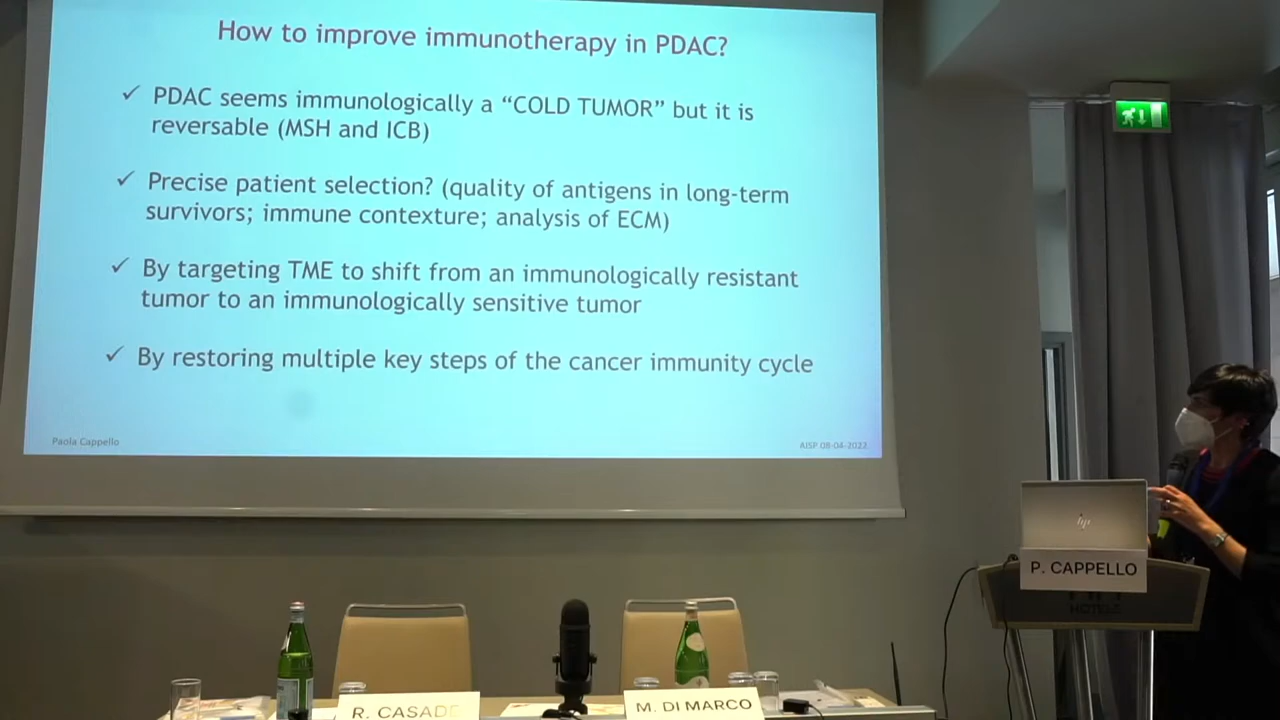 How to improve immunotherapy in PDAC?
✓ PDAC seems immunologically a “COLD TUMOR” but it is
reversable (MSH and ICB)
✓ Precise patient selection? (quality of antigens in long-term
survivors; immune contexture; analysis of ECM)
✓ By targeting TME to shift from an immunologically resistant
tumor to an immunologically sensitive tumor
✓ By restoring multiple key steps of the cancer immunity cycle
Paola Cappello
AISP 08-04-2022
hp
P. CAPPELLO
HOTELS
R. CASADE
M. DI MARCO